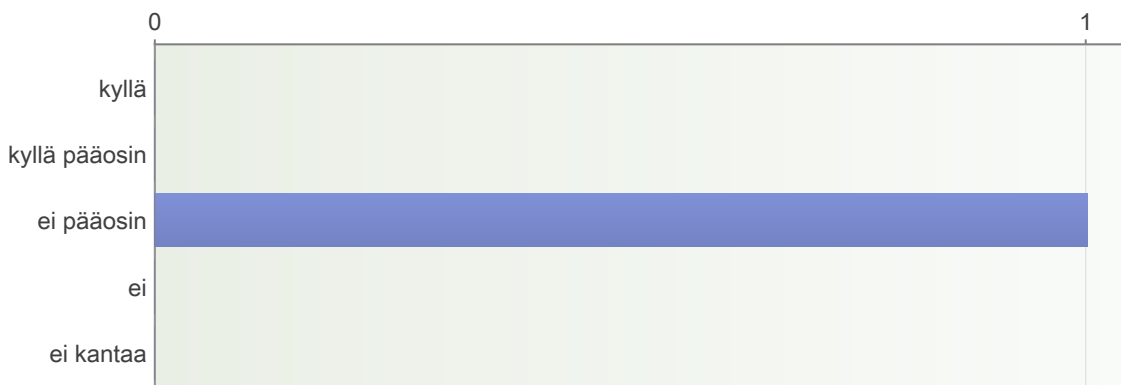 0 1
kyllä
kyllä pääosin
ei pääosin
ei
ei kantaa